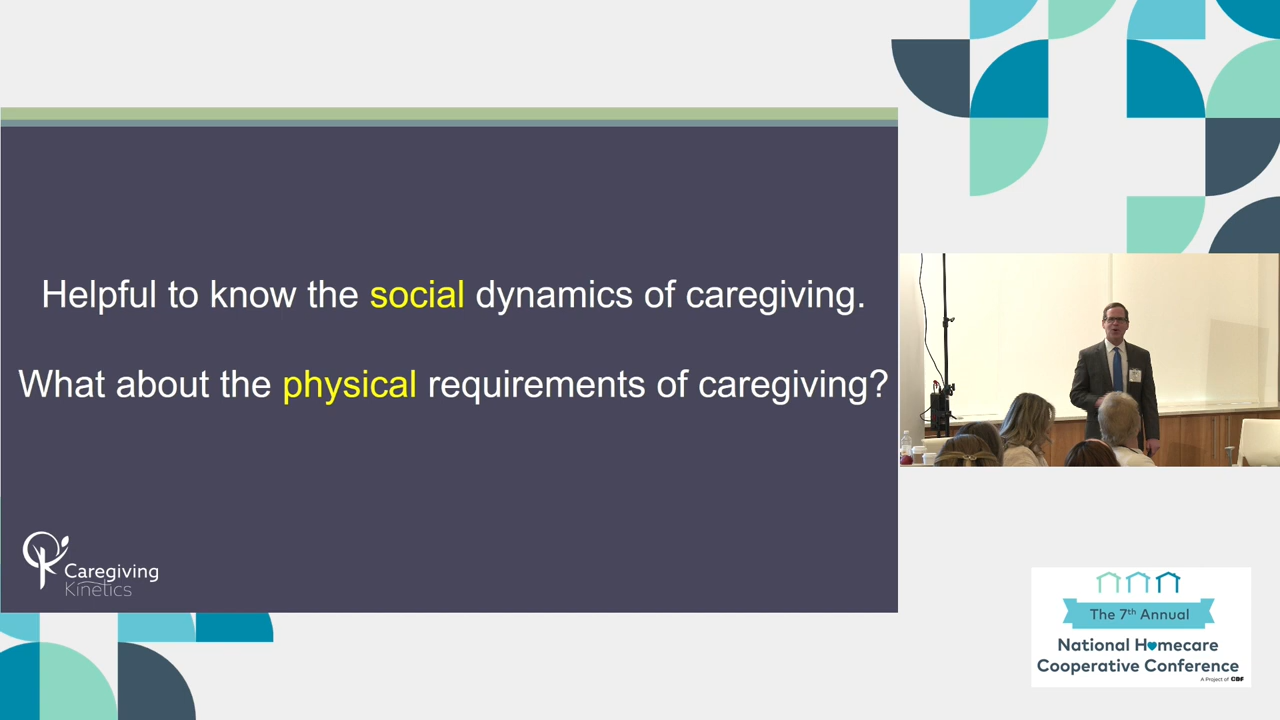 Helpful to know the social dynamics of caregiving.
What about the physical requirements of caregiving?
Caregiving
Kinetics
The 7th Annual
National Homecare
Cooperative Conference
A Project of CDF